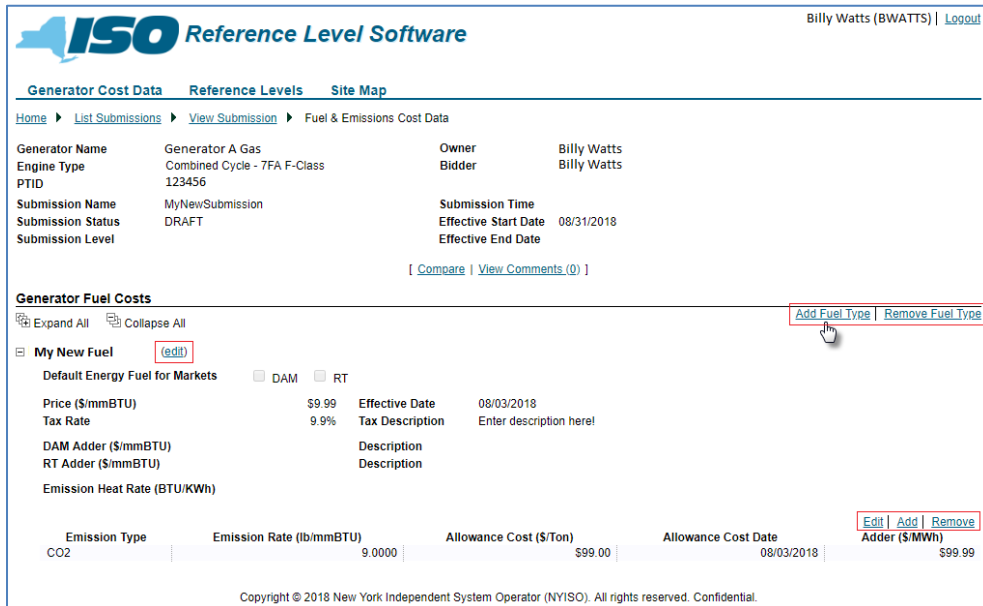 Billy Watts (BWATTS) | Logout
ISO Reference Level Software
Generator Cost Data Reference Levels Site Map
Home List Submissions View Submission Fuel & Emissions Cost Data
Generator Name Generator A Gas Owner Billy Watts
Engine Type Combined Cycle - 7FA F-Class Bidder Billy Watts
PTID 123456
Submission Name MyNewSubmission Submission Time
Submission Status DRAFT Effective Start Date 08/31/2018
Submission Level Effective End Date
[ Compare | View Comments (0) ]
Generator Fuel Costs
Add Fuel Type | Remove Fuel Type
Expand All Collapse All
My New Fuel (edit)
Default Energy Fuel for Markets DAM RT
Price ($/mmBTU) $9.99 Effective Date 08/03/2018
Tax Rate 9.9% Tax Description Enter description here!
DAM Adder ($/mmBTU) Description
RT Adder ($/mmBTU) Description
Emission Heat Rate (BTU/KWh)
Edit | Add | Remove
Emission Type Emission Rate (lb/mmBTU) Allowance Cost ($/Ton) Allowance Cost Date Adder ($/MWh)
CO2 9.0000 $99.00 08/03/2018 $99.99
Copyright © 2018 New York Independent System Operator (NYISO). All rights reserved. Confidential.